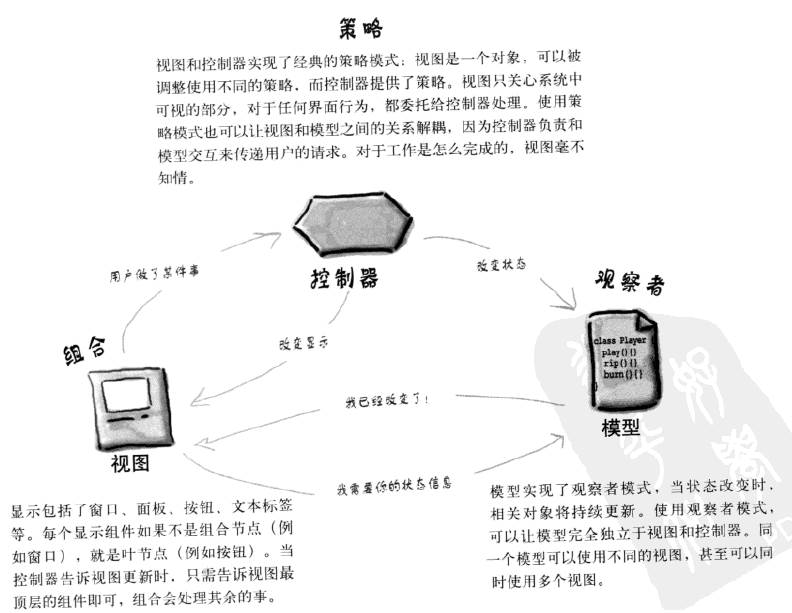 策略
视图和控制器实现了经典的策略模式：视图是一个对象，可以被
调整使用不同的策略，而控制器提供了策略。视图只关心系统中
可视的部分，对于任何界面行为，都委托给控制器处理。使用策
略模式也可以让视图和模型之间的关系解耦，因为控制器负责和
模型交互来传递用户的请求。对于工作是怎么完成的，视图毫不
知情。
用户做了某件事
控制器
改变状态
观察者
组合
改变显示
class Player {
play(){}
rip(){}
burn(){}
}
我已经改变了！
模型
视图
我需要你的状态信息
显示包括了窗口、面板、按钮、文本标签
等。每个显示组件如果不是组合节点（例
如窗口），就是叶节点（例如按钮）。当
控制器告诉视图更新时，只需告诉视图最
顶层的组件即可，组合会处理其余的事。
模型实现了观察者模式，当状态改变时，
相关对象将持续更新。使用观察者模式，
可以让模型完全独立于视图和控制器。同
一个模型可以使用不同的视图，甚至可以同
时使用多个视图。